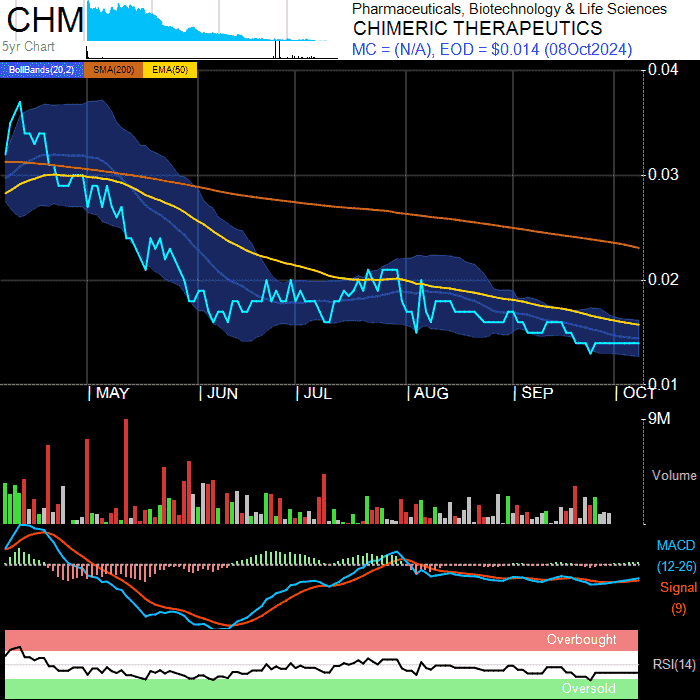 CHM
5yr Chart
Pharmaceuticals, Biotechnology & Life Sciences
CHIMERIC THERAPEUTICS
MC = (N/A), EOD = $0.014 (08Oct2024)
BollBands(20,2) SMA(200) EMA(50)
0.04
0.03
0.02
0.01
MAY JUN JUL AUG SEP OCT
9M
Volume
MACD
(12-26)
Signal
(9)
Overbought
RSI(14)
Oversold